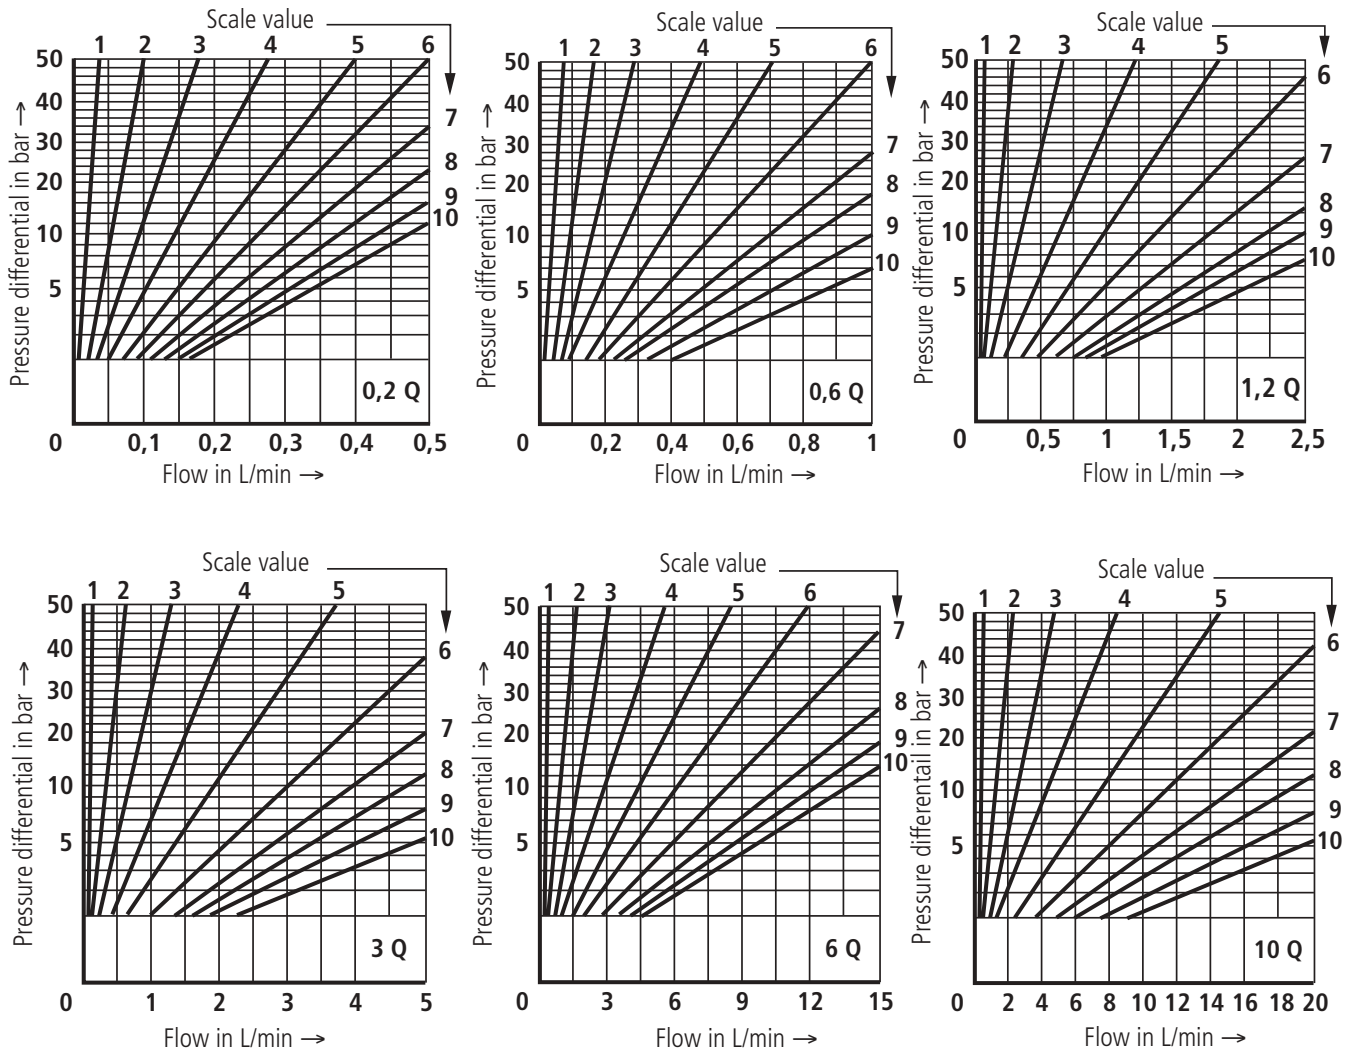 Scale value
1 2 3 4 5 6
7
8
9
10
50
40
30
20
10
5
Pressure differential in bar →
0,2 Q
0 0,1 0,2 0,3 0,4 0,5
Flow in L/min →
Scale value
1 2 3 4 5 6
7
8
9
10
50
40
30
20
10
5
Pressure differential in bar →
0,6 Q
0 0,2 0,4 0,6 0,8 1
Flow in L/min →
Scale value
1 2 3 4 5
6
7
8
9
10
50
40
30
20
10
5
Pressure differential in bar →
1,2 Q
0 0,5 1 1,5 2 2,5
Flow in L/min →
Scale value
1 2 3 4 5
6
7
8
9
10
50
40
30
20
10
5
Pressure differential in bar →
3 Q
0 1 2 3 4 5
Flow in L/min →
Scale value
1 2 3 4 5 6
7
8
9
10
50
40
30
20
10
5
Pressure differential in bar →
6 Q
0 3 6 9 12 15
Flow in L/min →
Scale value
1 2 3 4 5
6
7
8
9
10
50
40
30
20
10
5
Pressure differentail in bar →
10 Q
0 2 4 6 8 10 12 14 16 18 20
Flow in L/min →